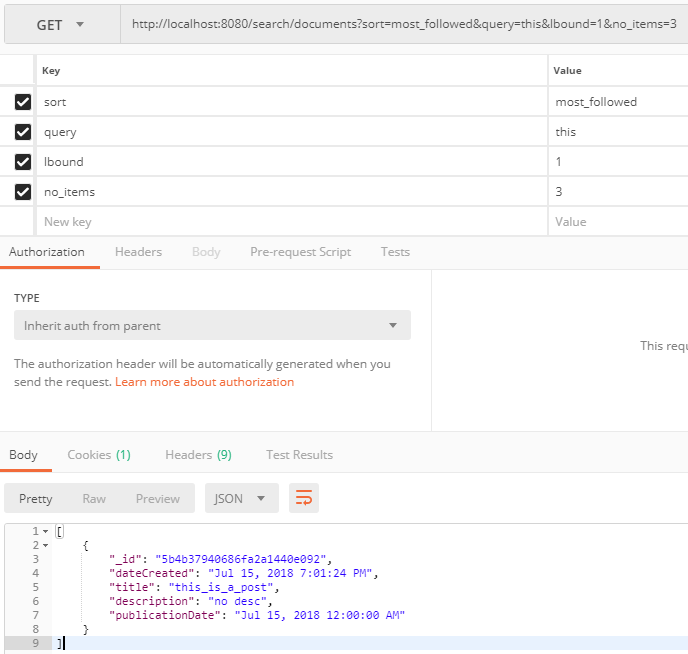 GET http://localhost:8080/search/documents?sort=most_followed&query=this&lbound=1&no_items=3
Key Value
sort most_followed
query this
lbound 1
no_items 3
New key Value
Authorization Headers Body Pre-request Script Tests
TYPE
Inherit auth from parent
This requ
The authorization header will be automatically generated when you
send the request. Learn more about authorization
Body Cookies (1) Headers (9) Test Results
Pretty Raw Preview JSON
1 [
2 {
3 "_id": "5b4b37940686fa2a1440e092",
4 "dateCreated": "Jul 15, 2018 7:01:24 PM",
5 "title": "this_is_a_post",
6 "description": "no desc",
7 "publicationDate": "Jul 15, 2018 12:00:00 AM"
8 }
9 ]